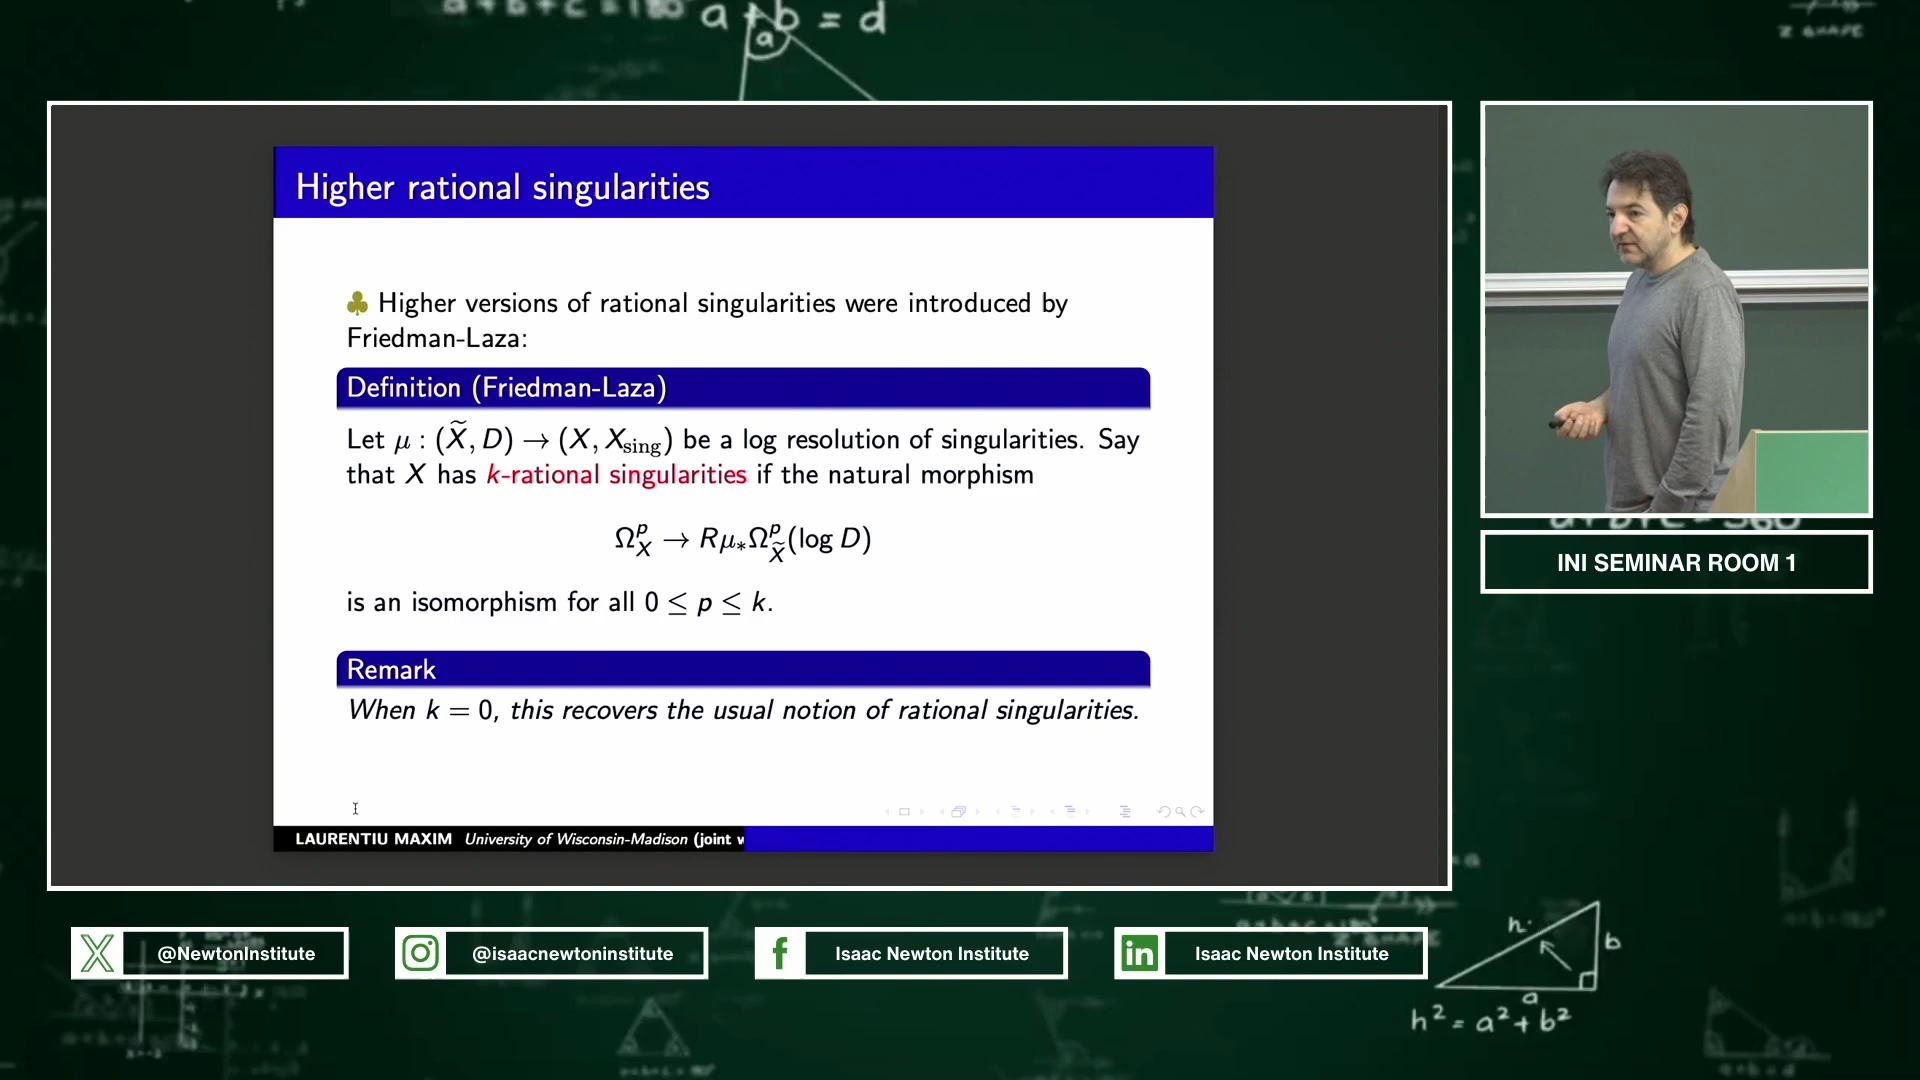 a + b = d
a
Z SHAPE
Higher rational singularities
♣ Higher versions of rational singularities were introduced by
Friedman-Laza:
Definition (Friedman-Laza)
Let μ : (X̃, D) → (X, X_sing) be a log resolution of singularities. Say
that X has k-rational singularities if the natural morphism
Ω^p_X → Rμ_*Ω^p_X̃(log D)
is an isomorphism for all 0 ≤ p ≤ k.
Remark
When k = 0, this recovers the usual notion of rational singularities.
LAURENTIU MAXIM University of Wisconsin-Madison (joint w
INI SEMINAR ROOM 1
@NewtonInstitute
@isaacnewtoninstitute
Isaac Newton Institute
in
Isaac Newton Institute
h
b
a
h² = a² + b²